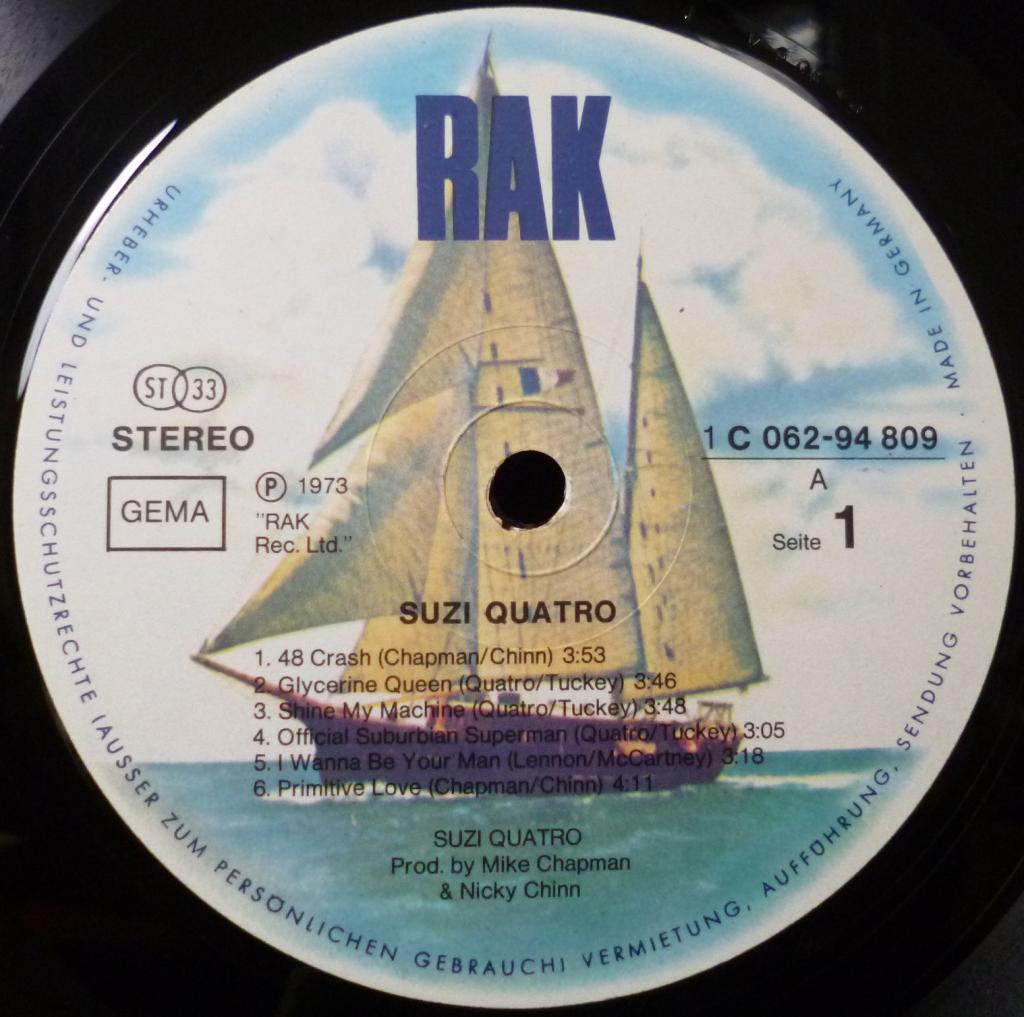 RAK
ST 33
STEREO
GEMA
Ⓟ 1973
"RAK
Rec. Ltd."
1 C 062-94 809
A
Seite 1
SUZI QUATRO
1. 48 Crash (Chapman/Chinn) 3:53
2. Glycerine Queen (Quatro/Tuckey) 3:46
3. Shine My Machine (Quatro/Tuckey) 3:48
4. Official Suburbian Superman (Quatro/Tuckey) 3:05
5. I Wanna Be Your Man (Lennon/McCartney) 3:18
6. Primitive Love (Chapman/Chinn) 4:11
SUZI QUATRO
Prod. by Mike Chapman
& Nicky Chinn
URHEBER- UND LEISTUNGSSCHUTZRECHTE (AUSSER ZUM PERSÖNLICHEN GEBRAUCH) VERMIETUNG, AUFFÜHRUNG, SENDUNG VORBEHALTEN MADE IN GERMANY